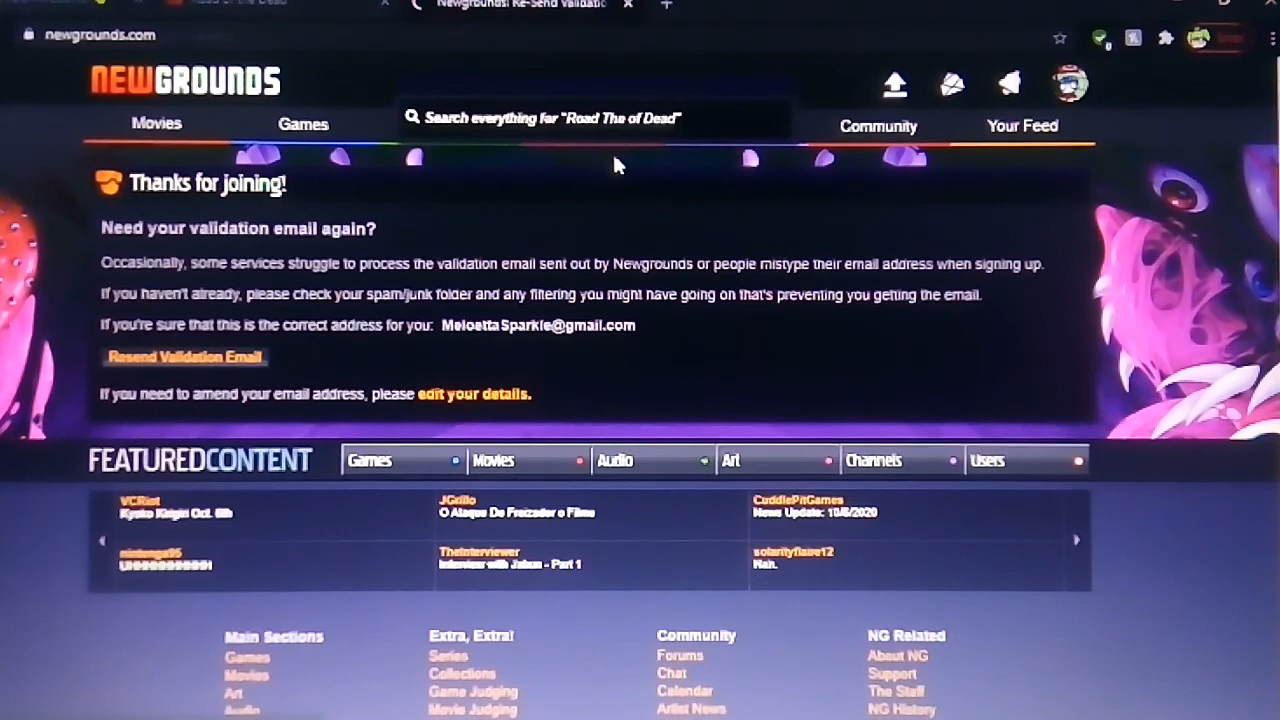 Newgrounds: Re-Send Validatio
newgrounds.com
NEWGROUNDS
Search everything for "Road The of Dead"
Movies
Games
Community
Your Feed
Thanks for joining!
Need your validation email again?
Occasionally, some services struggle to process the validation email sent out by Newgrounds or people mistype their email address when signing up.
If you haven't already, please check your spam/junk folder and any filtering you might have going on that's preventing you getting the email.
If you're sure that this is the correct address for you: MeloettaSparkle@gmail.com
Resend Validation Email
If you need to amend your email address, please edit your details.
FEATUREDCONTENT
Games
Movies
Audio
Art
Channels
Users
VCRiot
JGrillo
CuddlePitGames
Oct. 6th
O Ataque De Freizador o Filme
News Update: 10/6/2020
TheInterviewer
solarityflame12
Interview with - Part 1
Nah.
Main Sections
Extra, Extra!
Community
NG Related
Games
Series
Forums
About NG
Movies
Collections
Chat
Support
Art
Game Judging
Calendar
The Staff
Audio
Movie Judging
Artist News
NG History